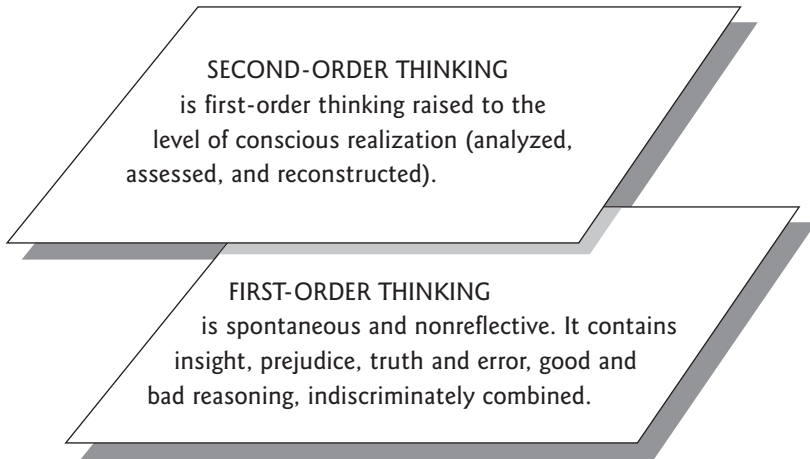 SECOND-ORDER THINKING
is first-order thinking raised to the
level of conscious realization (analyzed,
assessed, and reconstructed).
FIRST-ORDER THINKING
is spontaneous and nonreflective. It contains
insight, prejudice, truth and error, good and
bad reasoning, indiscriminately combined.